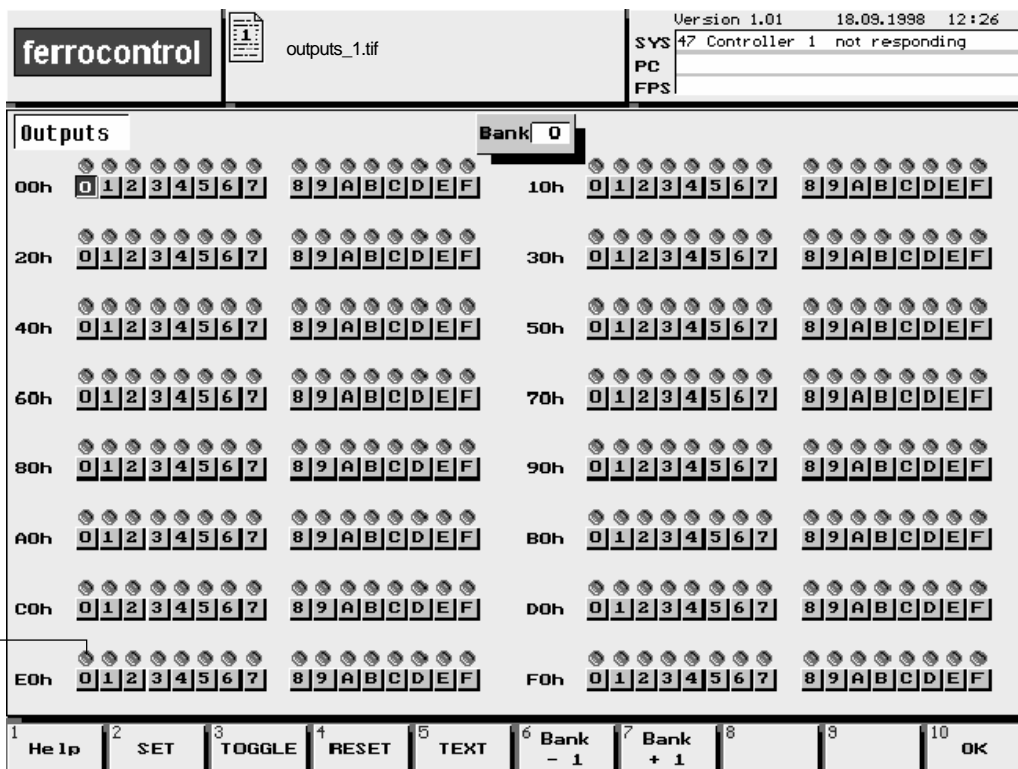 ferrocontrol
1
outputs_1.tif
Version 1.01 18.09.1998 12:26
SYS 47 Controller 1 not responding
PC
FPS
Outputs
Bank 0
00h 0 1 2 3 4 5 6 7 8 9 A B C D E F 10h 0 1 2 3 4 5 6 7 8 9 A B C D E F
20h 0 1 2 3 4 5 6 7 8 9 A B C D E F 30h 0 1 2 3 4 5 6 7 8 9 A B C D E F
40h 0 1 2 3 4 5 6 7 8 9 A B C D E F 50h 0 1 2 3 4 5 6 7 8 9 A B C D E F
60h 0 1 2 3 4 5 6 7 8 9 A B C D E F 70h 0 1 2 3 4 5 6 7 8 9 A B C D E F
80h 0 1 2 3 4 5 6 7 8 9 A B C D E F 90h 0 1 2 3 4 5 6 7 8 9 A B C D E F
A0h 0 1 2 3 4 5 6 7 8 9 A B C D E F B0h 0 1 2 3 4 5 6 7 8 9 A B C D E F
C0h 0 1 2 3 4 5 6 7 8 9 A B C D E F D0h 0 1 2 3 4 5 6 7 8 9 A B C D E F
E0h 0 1 2 3 4 5 6 7 8 9 A B C D E F F0h 0 1 2 3 4 5 6 7 8 9 A B C D E F
1 Help 2 SET 3 TOGGLE 4 RESET 5 TEXT 6 Bank - 1 7 Bank + 1 8 9 10 OK